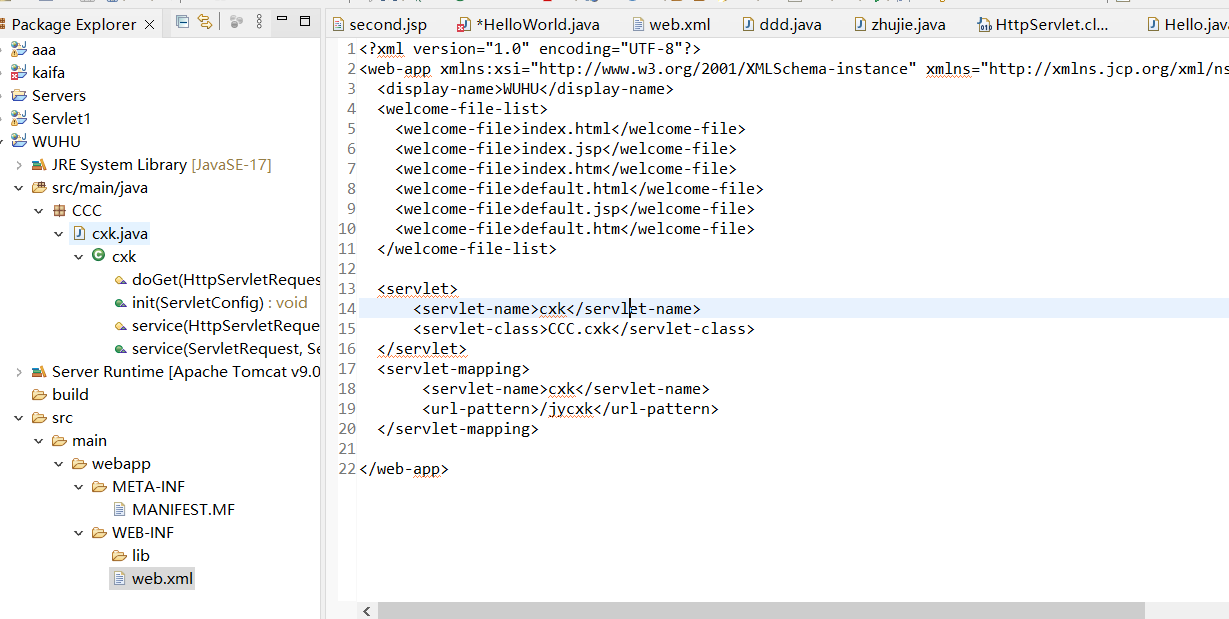 Package Explorer
aaa
kaifa
Servers
Servlet1
WUHU
JRE System Library [JavaSE-17]
src/main/java
CCC
cxk.java
cxk
doGet(HttpServletReques
init(ServletConfig) : void
service(HttpServletReque
service(ServletRequest, Se
Server Runtime [Apache Tomcat v9.0
build
src
main
webapp
META-INF
MANIFEST.MF
WEB-INF
lib
web.xml
second.jsp *HelloWorld.java web.xml ddd.java zhujie.java HttpServlet.cl... Hello.jav
1 <?xml version="1.0" encoding="UTF-8"?>
2 <web-app xmlns:xsi="http://www.w3.org/2001/XMLSchema-instance" xmlns="http://xmlns.jcp.org/xml/ns
3 <display-name>WUHU</display-name>
4 <welcome-file-list>
5 <welcome-file>index.html</welcome-file>
6 <welcome-file>index.jsp</welcome-file>
7 <welcome-file>index.htm</welcome-file>
8 <welcome-file>default.html</welcome-file>
9 <welcome-file>default.jsp</welcome-file>
10 <welcome-file>default.htm</welcome-file>
11 </welcome-file-list>
12
13 <servlet>
14 <servlet-name>cxk</servlet-name>
15 <servlet-class>CCC.cxk</servlet-class>
16 </servlet>
17 <servlet-mapping>
18 <servlet-name>cxk</servlet-name>
19 <url-pattern>/jycxk</url-pattern>
20 </servlet-mapping>
21
22 </web-app>